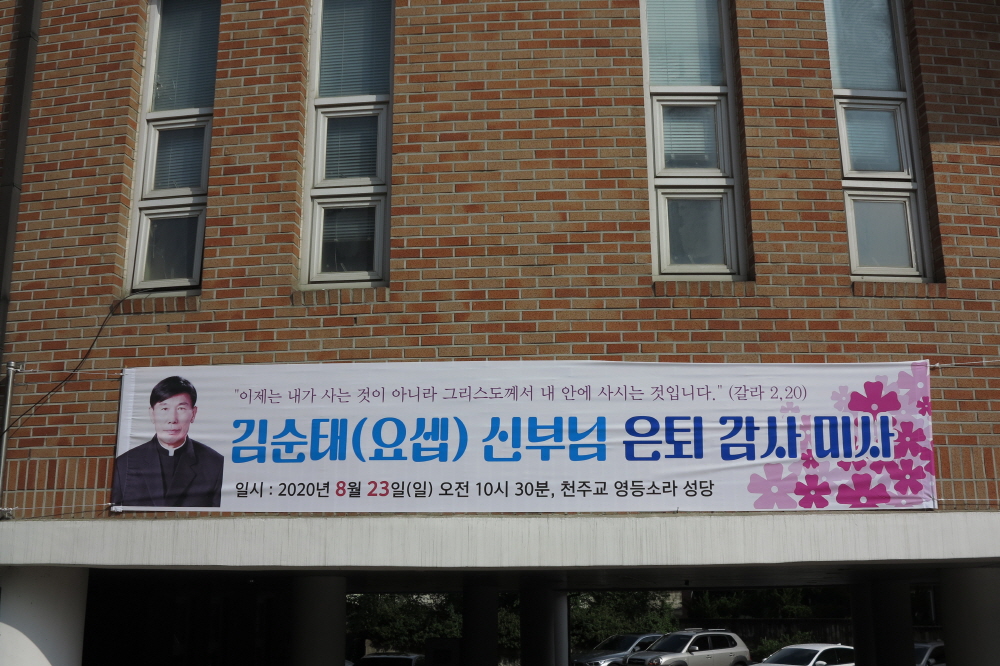 "이제는 내가 사는 것이 아니라 그리스도께서 내 안에 사시는 것입니다." (갈라 2,20)
김순태(요셉) 신부님 은퇴 감사 미사
일시 : 2020년 8월 23일(일) 오전 10시 30분, 천주교 영등소라 성당